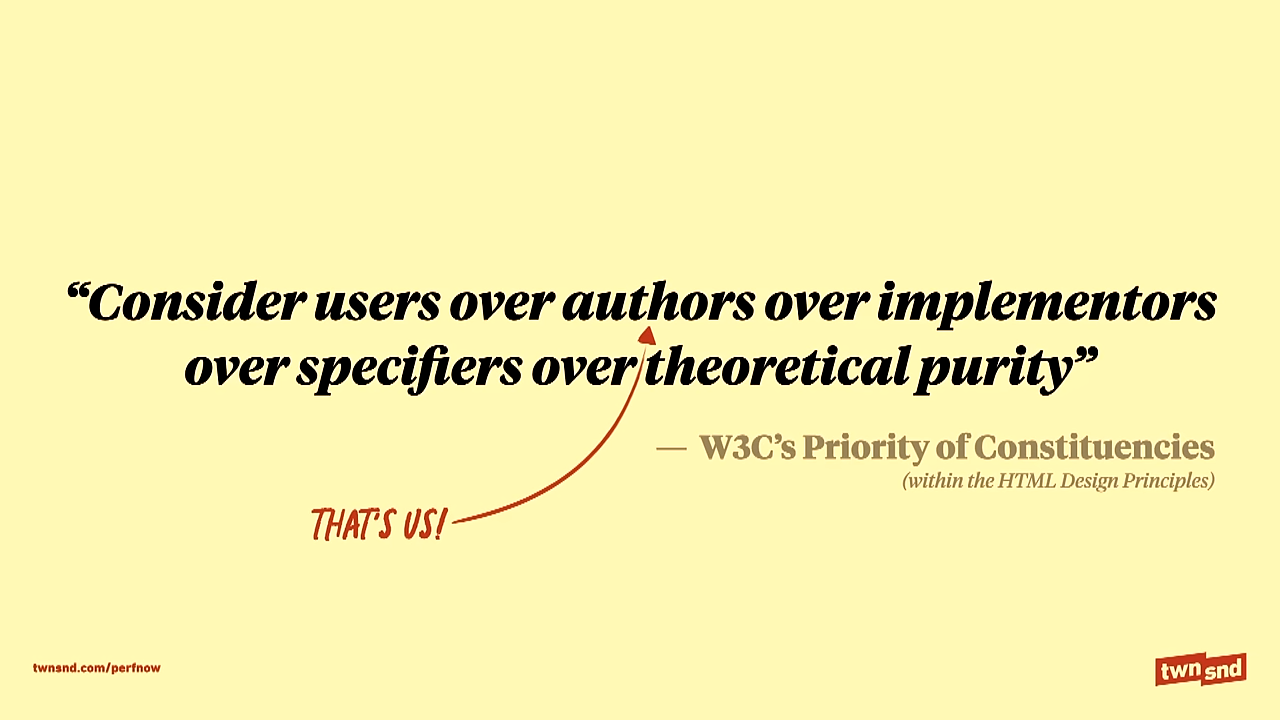 “Consider users over authors over implementors
over specifiers over theoretical purity”
— W3C’s Priority of Constituencies
(within the HTML Design Principles)
THAT'S US!
twnsnd.com/perfnow
twn snd